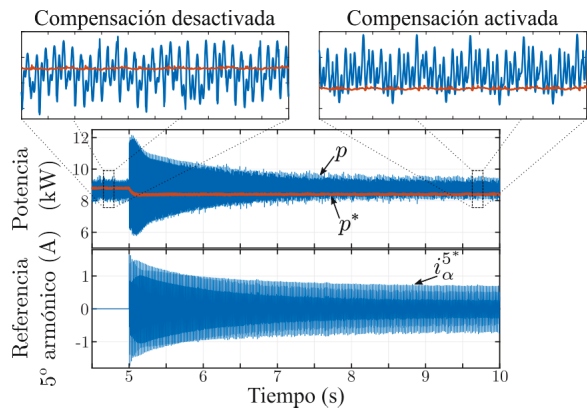 Compensación desactivada
Compensación activada
Potencia (kW)
12
10
8
6
p
p*
Referencia
5º armónico (A)
1
0
-1
i_α^{5*}
5
6
7
8
9
10
Tiempo (s)